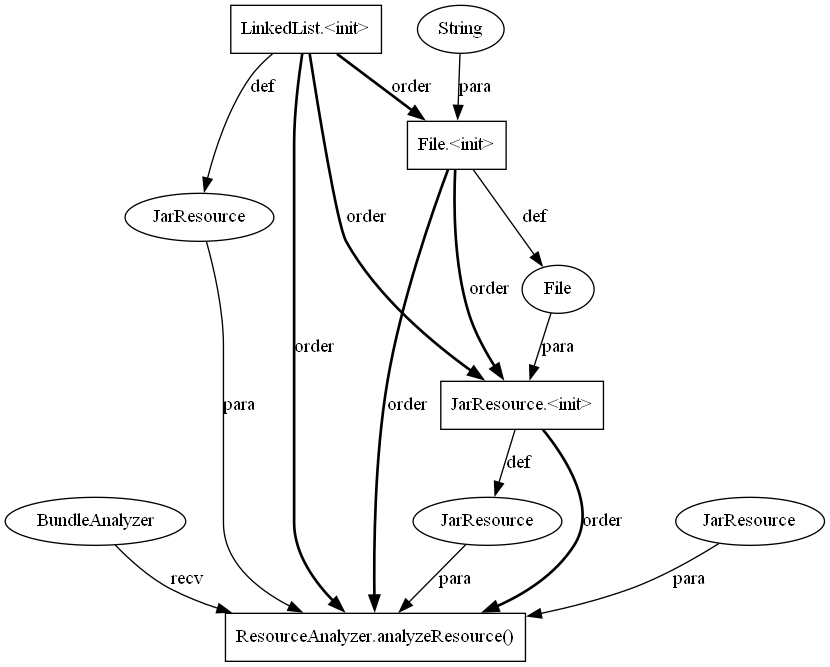 LinkedList.<init>
String
def
order
para
File.<init>
JarResource
order
def
order
File
order
para
para
order
JarResource.<init>
def
BundleAnalyzer
JarResource
order
JarResource
recv
para
para
ResourceAnalyzer.analyzeResource()